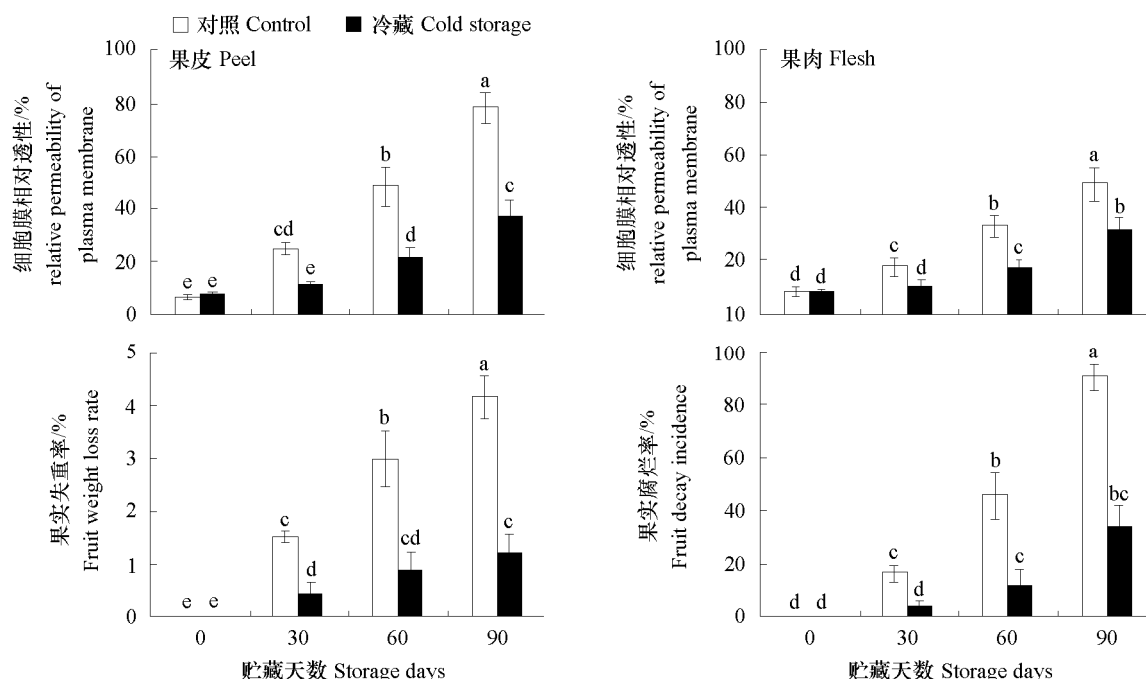 对照 Control 冷藏 Cold storage
果皮 Peel
细胞膜相对透性/%
relative permeability of
plasma membrane
100
80
60
40
20
0
e e cd e b d a c
果肉 Flesh
细胞膜相对透性/%
relative permeability of
plasma membrane
100
80
60
40
20
10
d d c d b c a b
果实失重率/%
Fruit weight loss rate
5
4
3
2
1
0
e e c d b cd a c
0 30 60 90
贮藏天数 Storage days
果实腐烂率/%
Fruit decay incidence
100
80
60
40
20
0
d d c d b c a bc
0 30 60 90
贮藏天数 Storage days